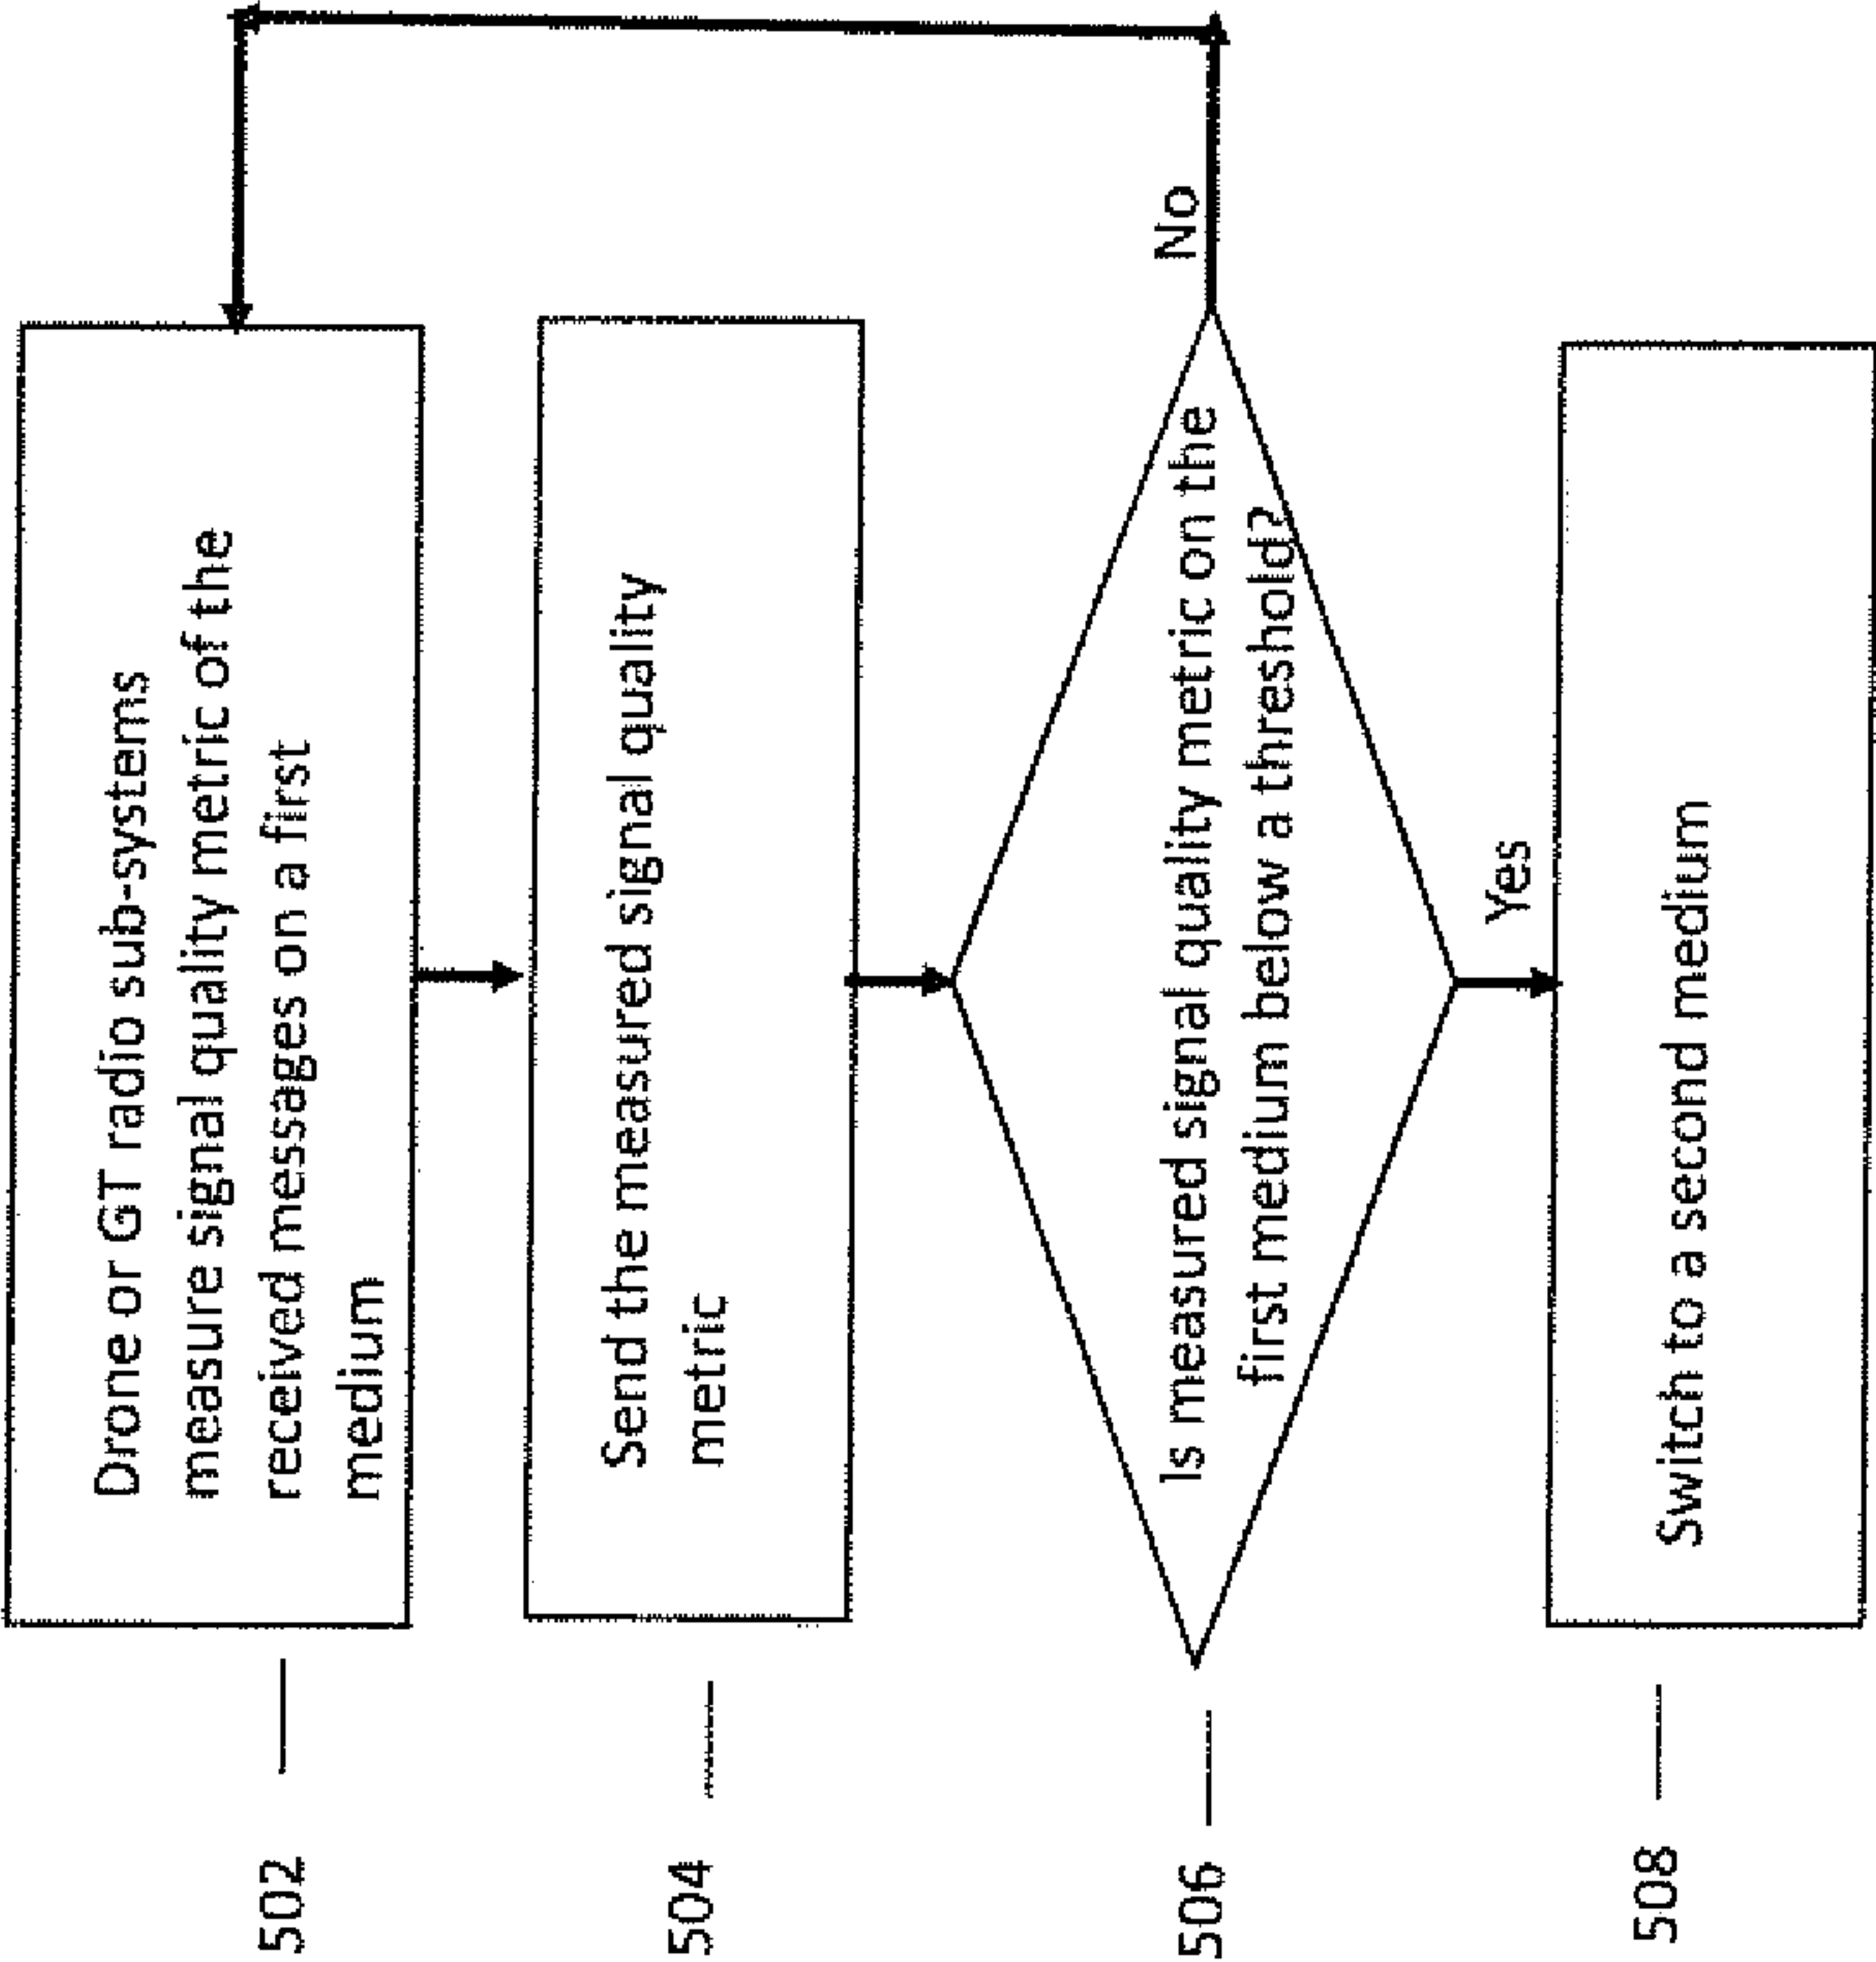 502
Drone or GT radio sub-systems
measure signal quality metric of the
received messages on a first
medium
504
Send the measured signal quality
metric
506
Is measured signal quality metric on the
first medium below a threshold?
No
Yes
508
Switch to a second medium